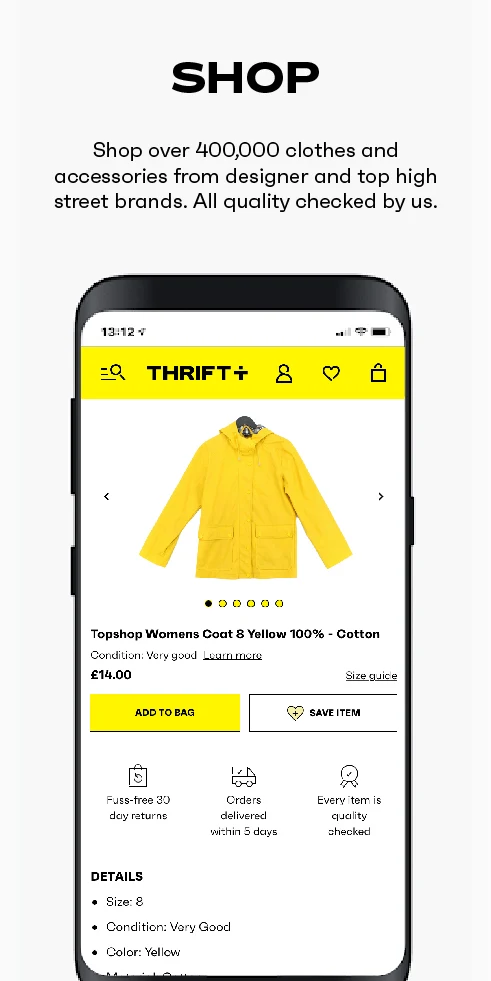 SHOP
Shop over 400,000 clothes and
accessories from designer and top high
street brands. All quality checked by us.
13:12
THRIFT+
Topshop Womens Coat 8 Yellow 100% - Cotton
Condition: Very good Learn more
£14.00 Size guide
ADD TO BAG SAVE ITEM
Fuss-free 30
day returns
Orders
delivered
within 5 days
Every item is
quality
checked
DETAILS
• Size: 8
• Condition: Very Good
• Color: Yellow